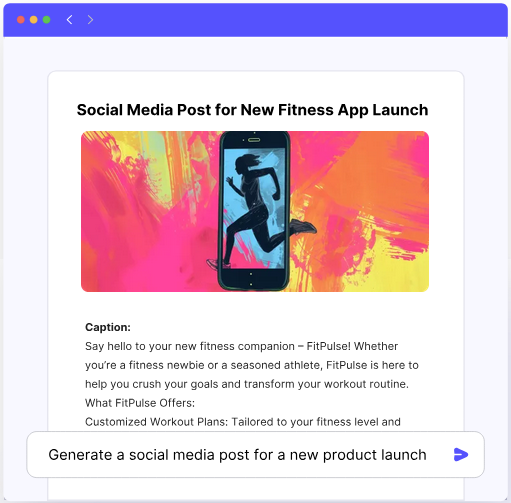 Social Media Post for New Fitness App Launch
Caption:
Say hello to your new fitness companion – FitPulse! Whether
you're a fitness newbie or a seasoned athlete, FitPulse is here to
help you crush your goals and transform your workout routine.
What FitPulse Offers:
Customized Workout Plans: Tailored to your fitness level and
Generate a social media post for a new product launch